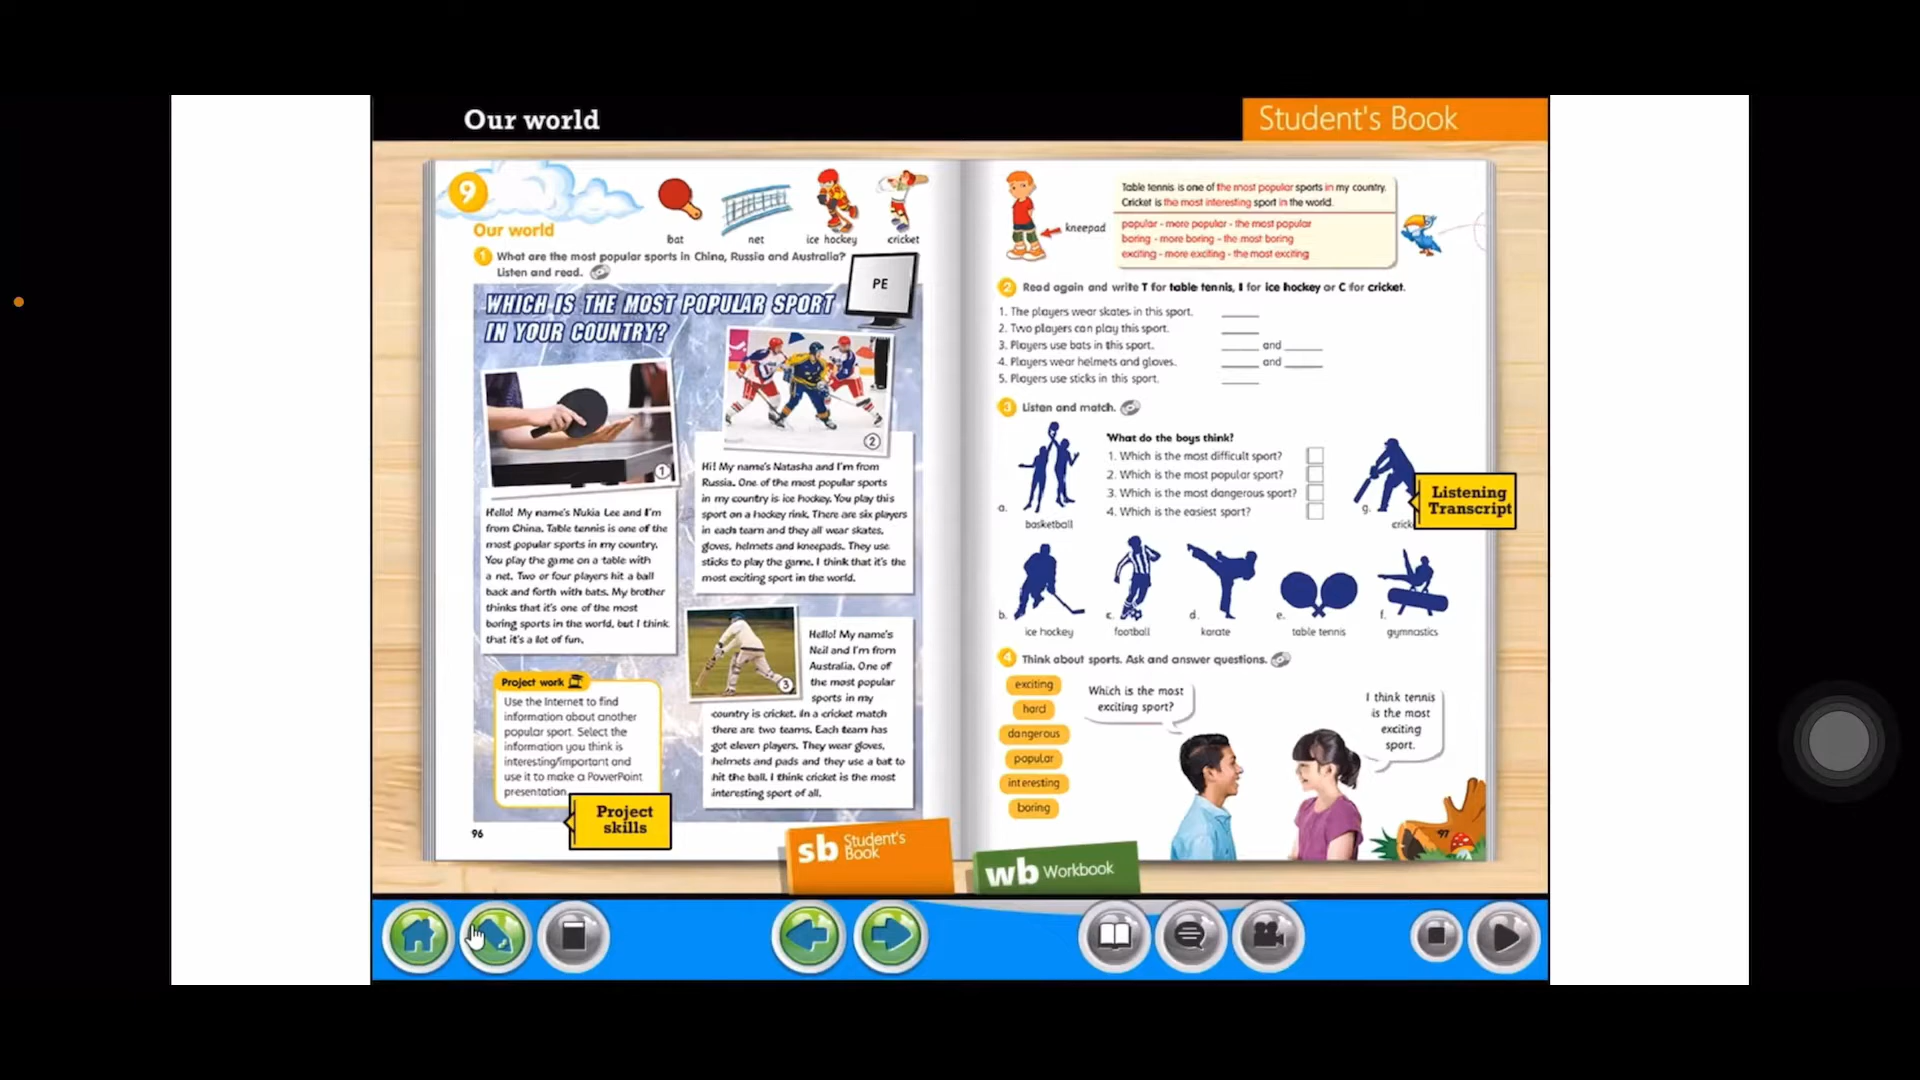 Our world
Student's Book
9
Our world
bat
net
ice hockey
cricket
1 What are the most popular sports in China, Russia and Australia?
Listen and read.
PE
WHICH IS THE MOST POPULAR SPORT
IN YOUR COUNTRY?
1
Hello! My name's Nukia Lee and I'm
from China. Table tennis is one of the
most popular sports in my country.
You play the game on a table with
a net. Two or four players hit a ball
back and forth with bats. My brother
thinks that it's one of the most
boring sports in the world, but I think
that it's a lot of fun.
2
Hi! My name's Natasha and I'm from
Russia. One of the most popular sports
in my country is ice hockey. You play this
sport on a hockey rink. There are six players
in each team and they all wear skates,
gloves, helmets and kneepads. They use
sticks to play the game. I think that it's the
most exciting sport in the world.
3
Hello! My name's
Neil and I'm from
Australia. One of
the most popular
sports in my
country is cricket. In a cricket match
there are two teams. Each team has
got eleven players. They wear gloves,
helmets and pads and they use a bat to
hit the ball. I think cricket is the most
interesting sport of all.
Project work
Use the Internet to find
information about another
popular sport. Select the
information you think is
interesting/important and
use it to make a PowerPoint
presentation.
Project
skills
96
kneepad
Table tennis is one of the most popular sports in my country.
Cricket is the most interesting sport in the world.
popular - more popular - the most popular
boring - more boring - the most boring
exciting - more exciting - the most exciting
2 Read again and write T for table tennis, I for ice hockey or C for cricket.
1. The players wear skates in this sport. _____
2. Two players can play this sport. _____
3. Players use bats in this sport. _____ and _____
4. Players wear helmets and gloves. _____ and _____
5. Players use sticks in this sport. _____
3 Listen and match.
What do the boys think?
1. Which is the most difficult sport?
2. Which is the most popular sport?
3. Which is the most dangerous sport?
4. Which is the easiest sport?
a.
basketball
g.
crick
Listening
Transcript
b.
ice hockey
c.
football
d.
karate
e.
table tennis
f.
gymnastics
4 Think about sports. Ask and answer questions.
exciting
hard
dangerous
popular
interesting
boring
Which is the most
exciting sport?
I think tennis
is the most
exciting
sport.
97
sb Student's
Book
wb Workbook